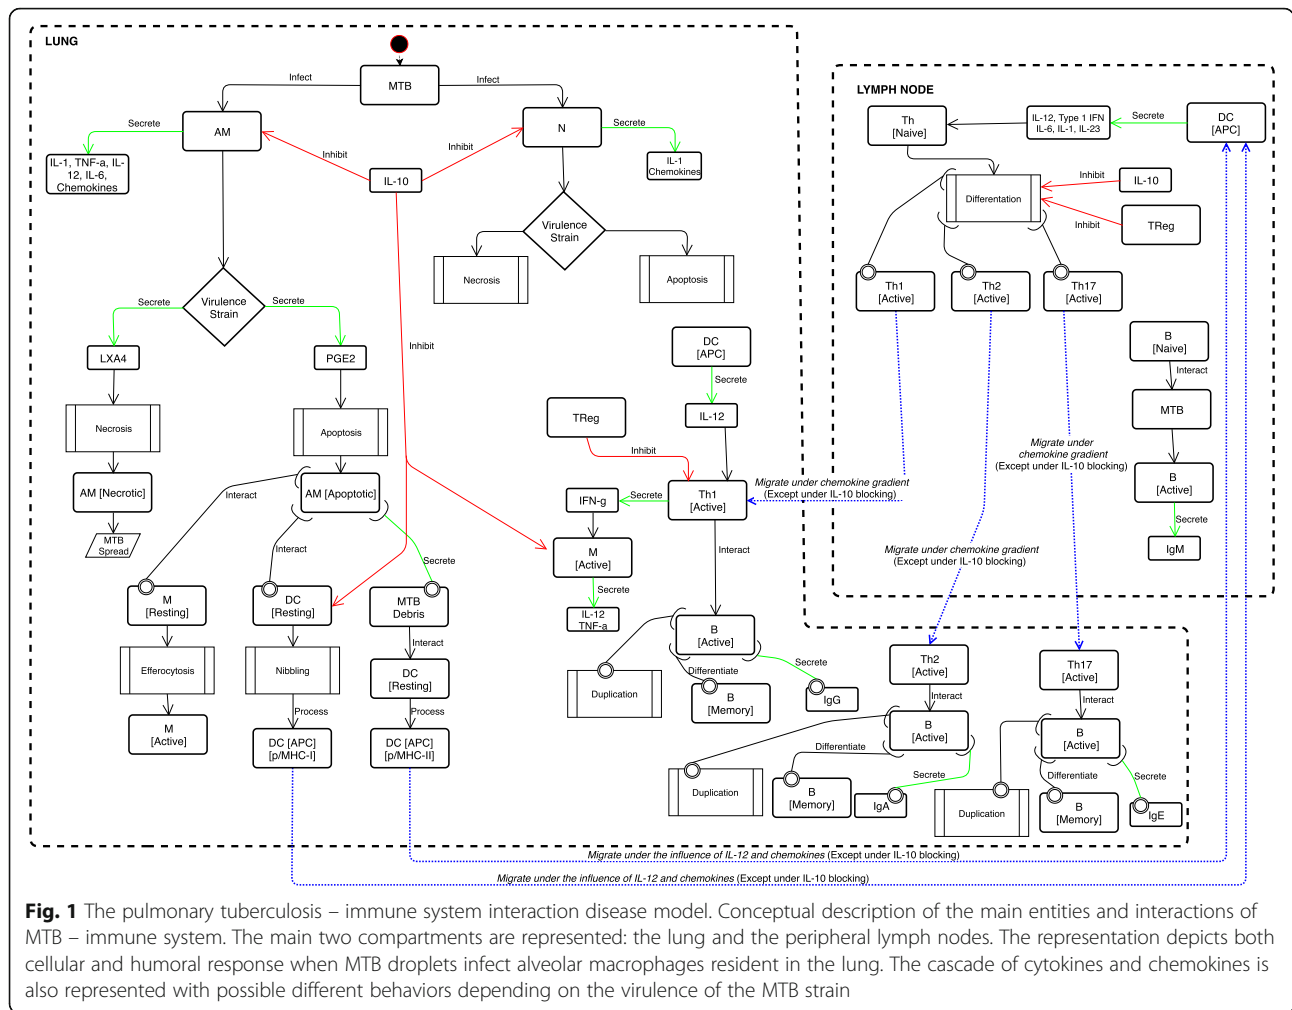 LUNG
MTB
Infect
Infect
AM
N
Secrete
Secrete
Inhibit
Inhibit
IL-1, TNF-a, IL-
12, IL-6,
Chemokines
IL-10
IL-1
Chemokines
Virulence
Strain
Necrosis
Apoptosis
Virulence
Strain
Secrete
Secrete
Inhibit
LXA4
PGE2
Necrosis
Apoptosis
AM [Necrotic]
AM [Apoptotic]
MTB
Spread
Interact
Interact
Secrete
M
[Resting]
DC
[Resting]
MTB
Debris
Interact
Efferocytosis
Nibbling
DC
[Resting]
Process
Process
M
[Active]
DC [APC]
[p/MHC-I]
DC [APC]
[p/MHC-II]
DC
[APC]
Secrete
IL-12
TReg
Inhibit
Th1
[Active]
Secrete
IFN-g
M
[Active]
Secrete
IL-12
TNF-a
Interact
B
[Active]
Duplication
Differentiate
B
[Memory]
Secrete
IgG
Migrate under chemokine gradient
(Except under IL-10 blocking)
LYMPH NODE
Th
[Naive]
IL-12, Type 1 IFN
IL-6, IL-1, IL-23
Secrete
DC
[APC]
Differentation
Inhibit
IL-10
Inhibit
TReg
Th1
[Active]
Th2
[Active]
Th17
[Active]
B
[Naive]
Interact
MTB
B
[Active]
Secrete
IgM
Migrate under
chemokine gradient
(Except under IL-10 blocking)
Migrate under chemokine gradient
(Except under IL-10 blocking)
Th2
[Active]
Interact
B
[Active]
Differentiate
Duplication
B
[Memory]
Secrete
IgA
Th17
[Active]
Interact
B
[Active]
Duplication
Differentiate
B
[Memory]
Secrete
IgE
Migrate under the influence of IL-12 and chemokines (Except under IL-10 blocking)
Migrate under the influence of IL-12 and chemokines (Except under IL-10 blocking)
Fig. 1 The pulmonary tuberculosis – immune system interaction disease model. Conceptual description of the main entities and interactions of
MTB – immune system. The main two compartments are represented: the lung and the peripheral lymph nodes. The representation depicts both
cellular and humoral response when MTB droplets infect alveolar macrophages resident in the lung. The cascade of cytokines and chemokines is
also represented with possible different behaviors depending on the virulence of the MTB strain